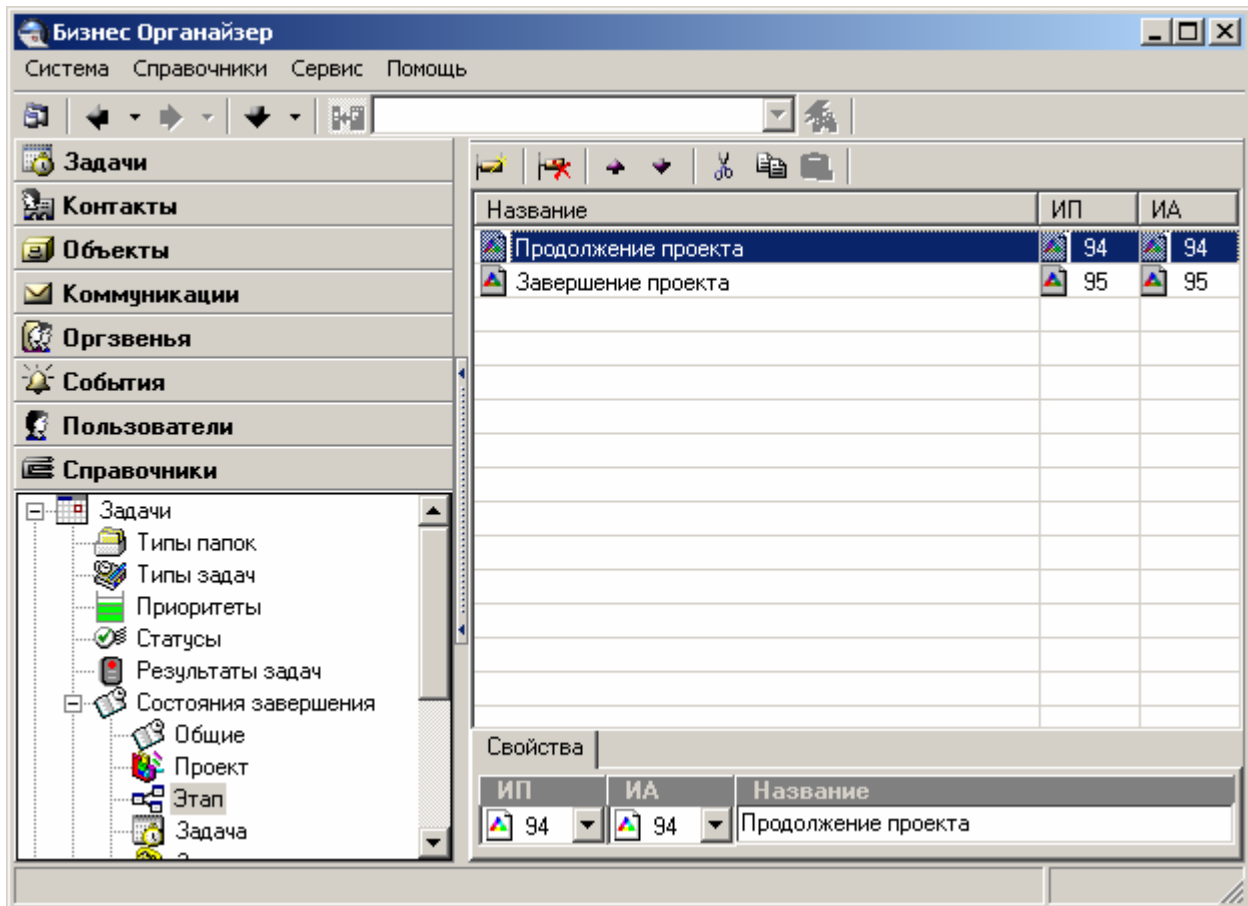 Бизнес Органайзер
Система Справочники Сервис Помощь
Задачи
Контакты
Объекты
Коммуникации
Оргзвенья
События
Пользователи
Справочники
Задачи
Типы папок
Типы задач
Приоритеты
Статусы
Результаты задач
Состояния завершения
Общие
Проект
Этап
Задача
Название ИП ИА
Продолжение проекта 94 94
Завершение проекта 95 95
Свойства
ИП ИА Название
94 94 Продолжение проекта